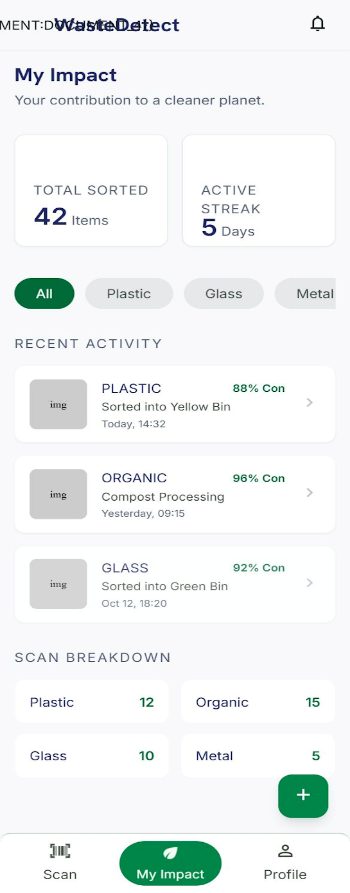 WasteDetect
My Impact
Your contribution to a cleaner planet.
TOTAL SORTED
42 Items
ACTIVE
STREAK
5 Days
All
Plastic
Glass
Metal
RECENT ACTIVITY
img
PLASTIC
88% Con
Sorted into Yellow Bin
Today, 14:32
img
ORGANIC
96% Con
Compost Processing
Yesterday, 09:15
img
GLASS
92% Con
Sorted into Green Bin
Oct 12, 18:20
SCAN BREAKDOWN
Plastic 12
Organic 15
Glass 10
Metal 5
+
Scan
My Impact
Profile